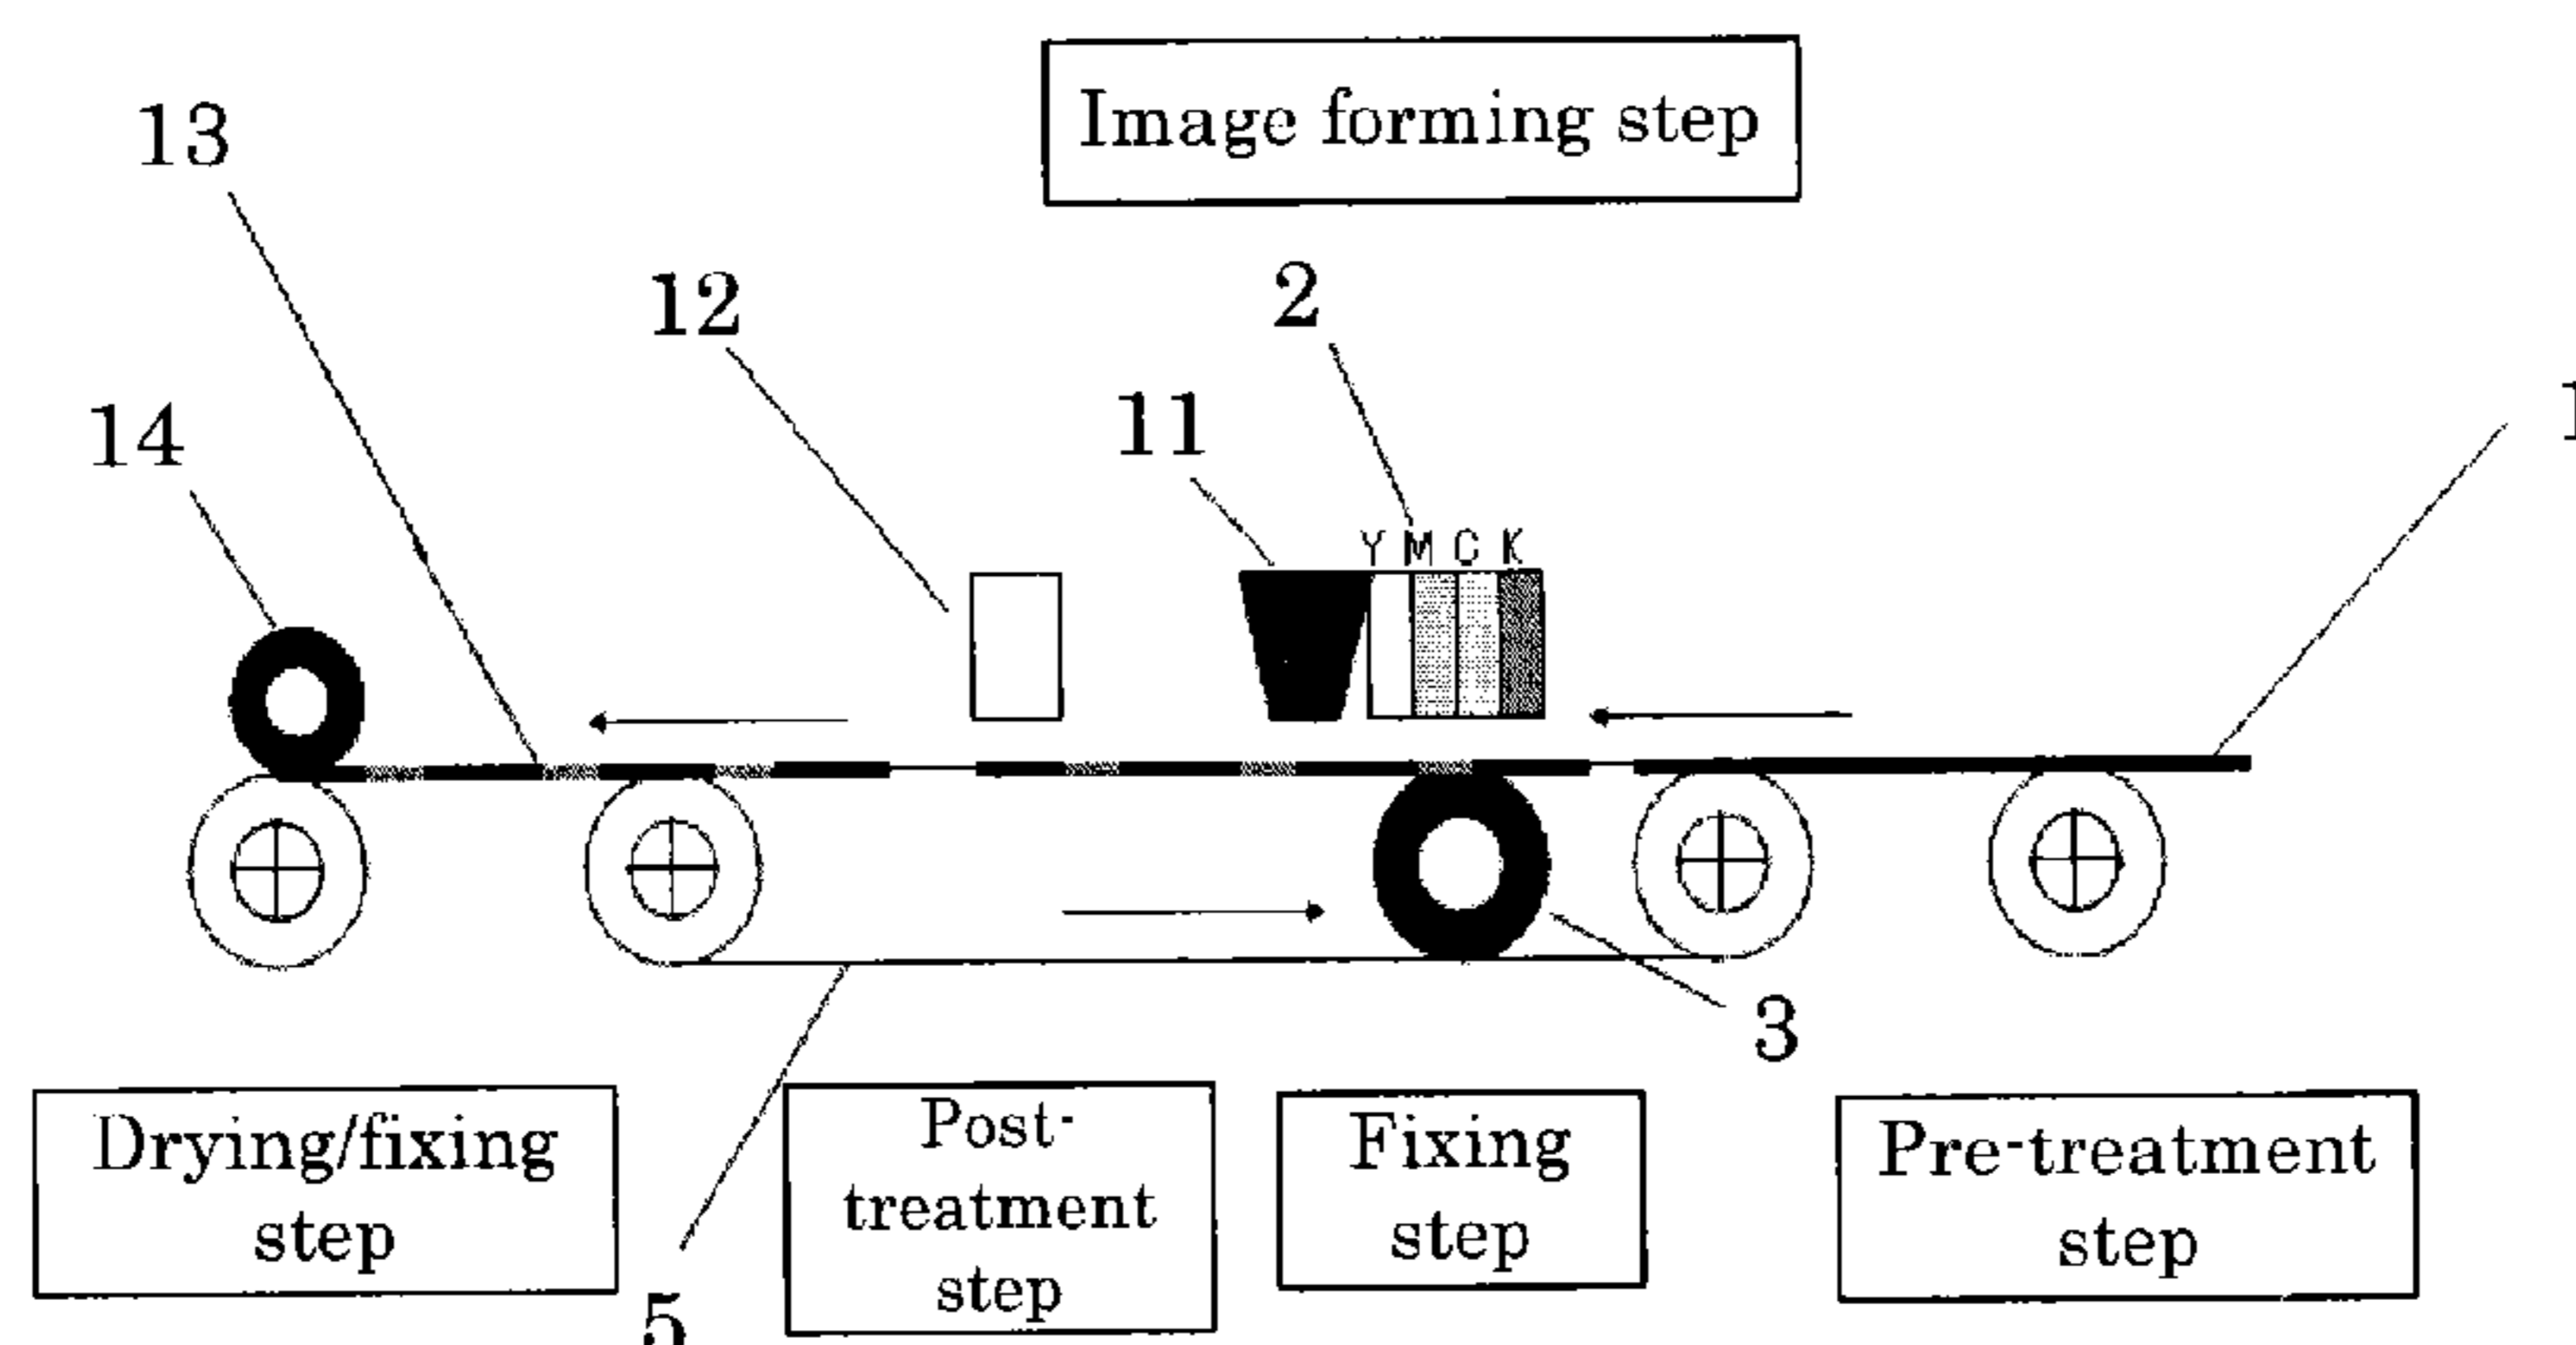 Image forming step
13
12
2
14
11
1
Y M C K
3
Drying/fixing
step
Post-
treatment
step
Fixing
step
Pre-treatment
step
5